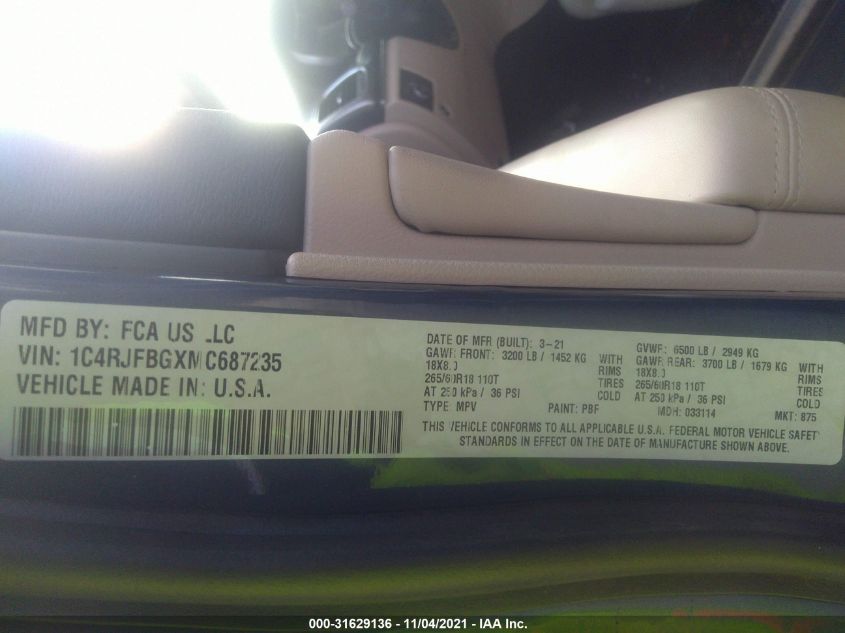 MFD BY: FCA US LLC
VIN: 1C4RJFBGXMC687235
VEHICLE MADE IN: U.S.A.
DATE OF MFR (BUILT): 3-21
GAWR FRONT: 3200 LB / 1452 KG WITH
18X8.0 RIMS
265/60R18 110T TIRES
AT 250 kPa / 36 PSI COLD
TYPE: MPV PAINT: PBF
GVWR: 6500 LB / 2949 KG
GAWR REAR: 3700 LB / 1679 KG WITH
18X8.0 RIMS
265/60R18 110T TIRES
AT 250 kPa / 36 PSI COLD
MDH: 033114 MKT: 875
THIS VEHICLE CONFORMS TO ALL APPLICABLE U.S.A. FEDERAL MOTOR VEHICLE SAFETY
STANDARDS IN EFFECT ON THE DATE OF MANUFACTURE SHOWN ABOVE.
000-31629136 - 11/04/2021 - IAA Inc.